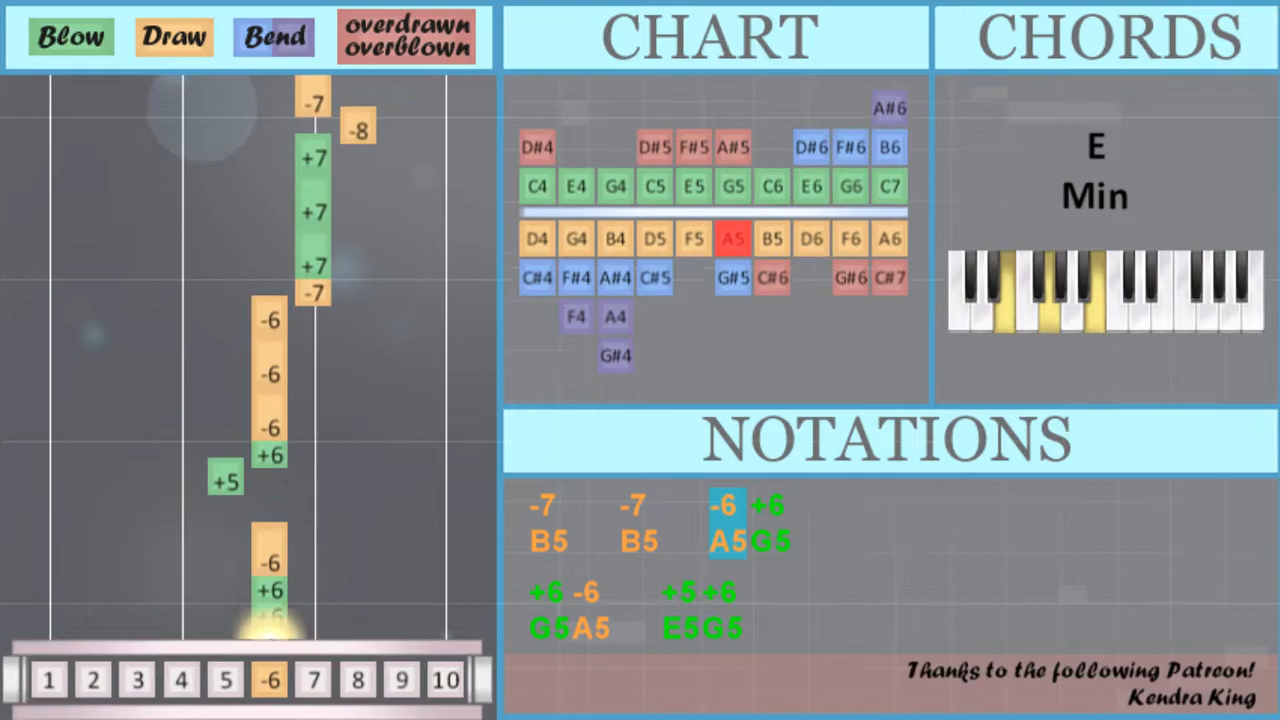 Blow Draw Bend overdrawn
overblown
CHART
CHORDS
-7
-8
+7
+7
+7
-7
-6
-6
-6
+6
+5
-6
+6
+6
1 2 3 4 5 -6 7 8 9 10
A#6
D#4 D#5 F#5 A#5 D#6 F#6 B6
C4 E4 G4 C5 E5 G5 C6 E6 G6 C7
D4 G4 B4 D5 F5 A5 B5 D6 F6 A6
C#4 F#4 A#4 C#5 G#5 C#6 G#6 C#7
F4 A4
G#4
E
Min
NOTATIONS
-7 -7 -6 +6
B5 B5 A5 G5
+6 -6 +5 +6
G5 A5 E5 G5
Thanks to the following Patreon!
Kendra King